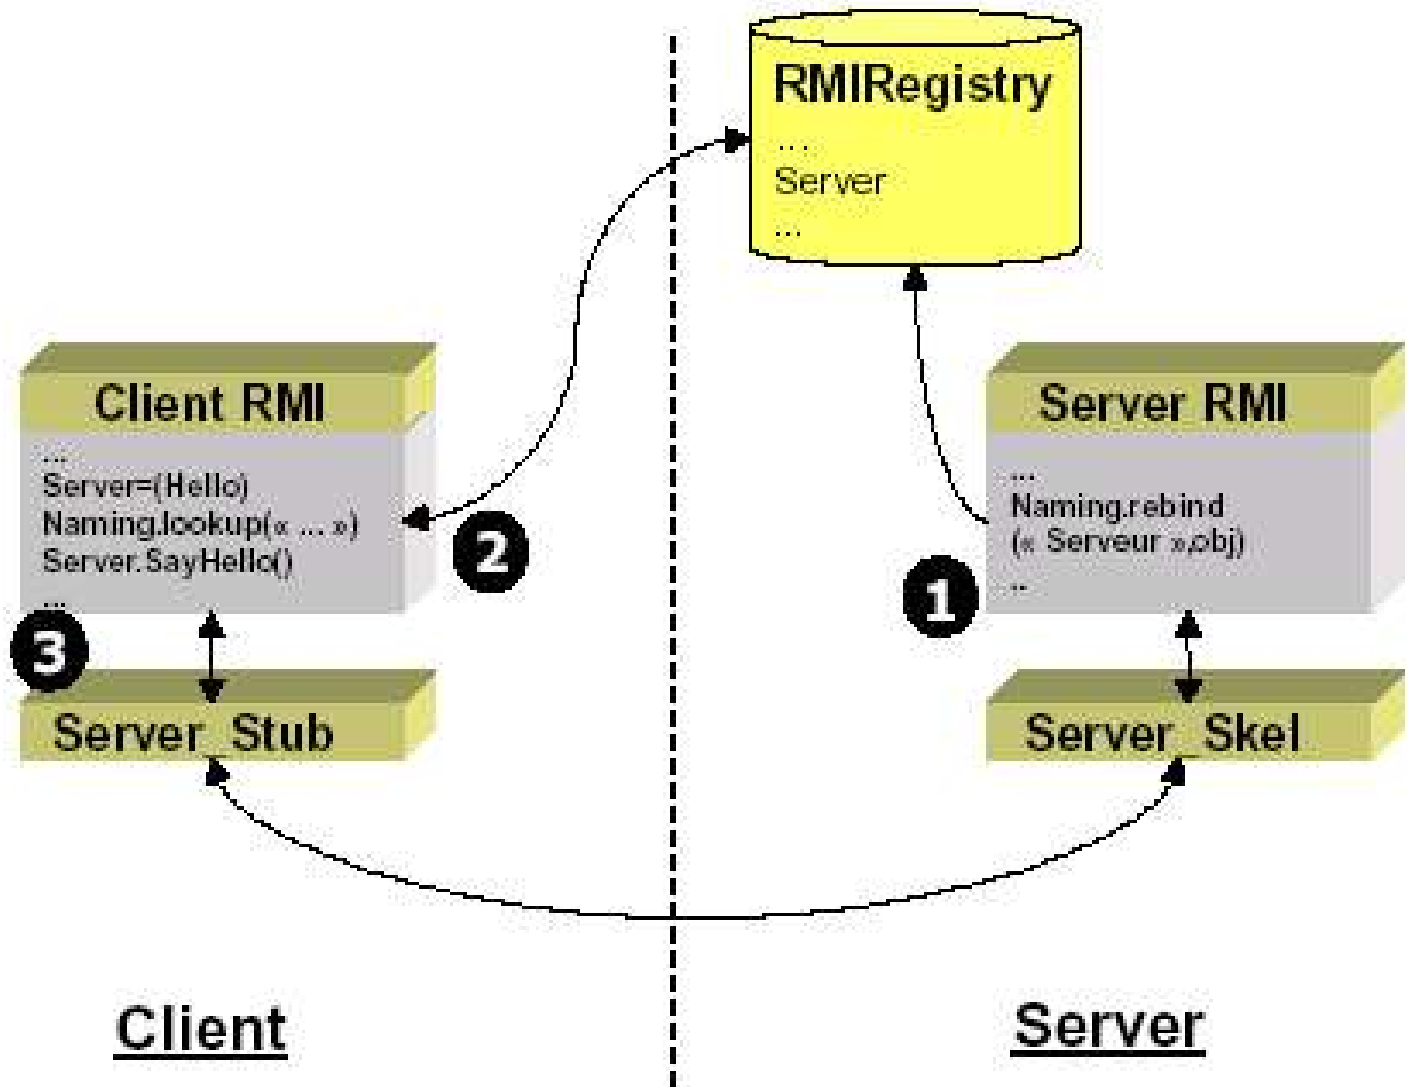 RMIRegistry
...
Server
...
Client RMI
...
Server=(Hello)
Naming.lookup(« ... »)
Server.SayHello()
...
2
3
Server_Stub
Server RMI
...
Naming.rebind
(« Serveur »,obj)
..
1
Server_Skel
Client
Server